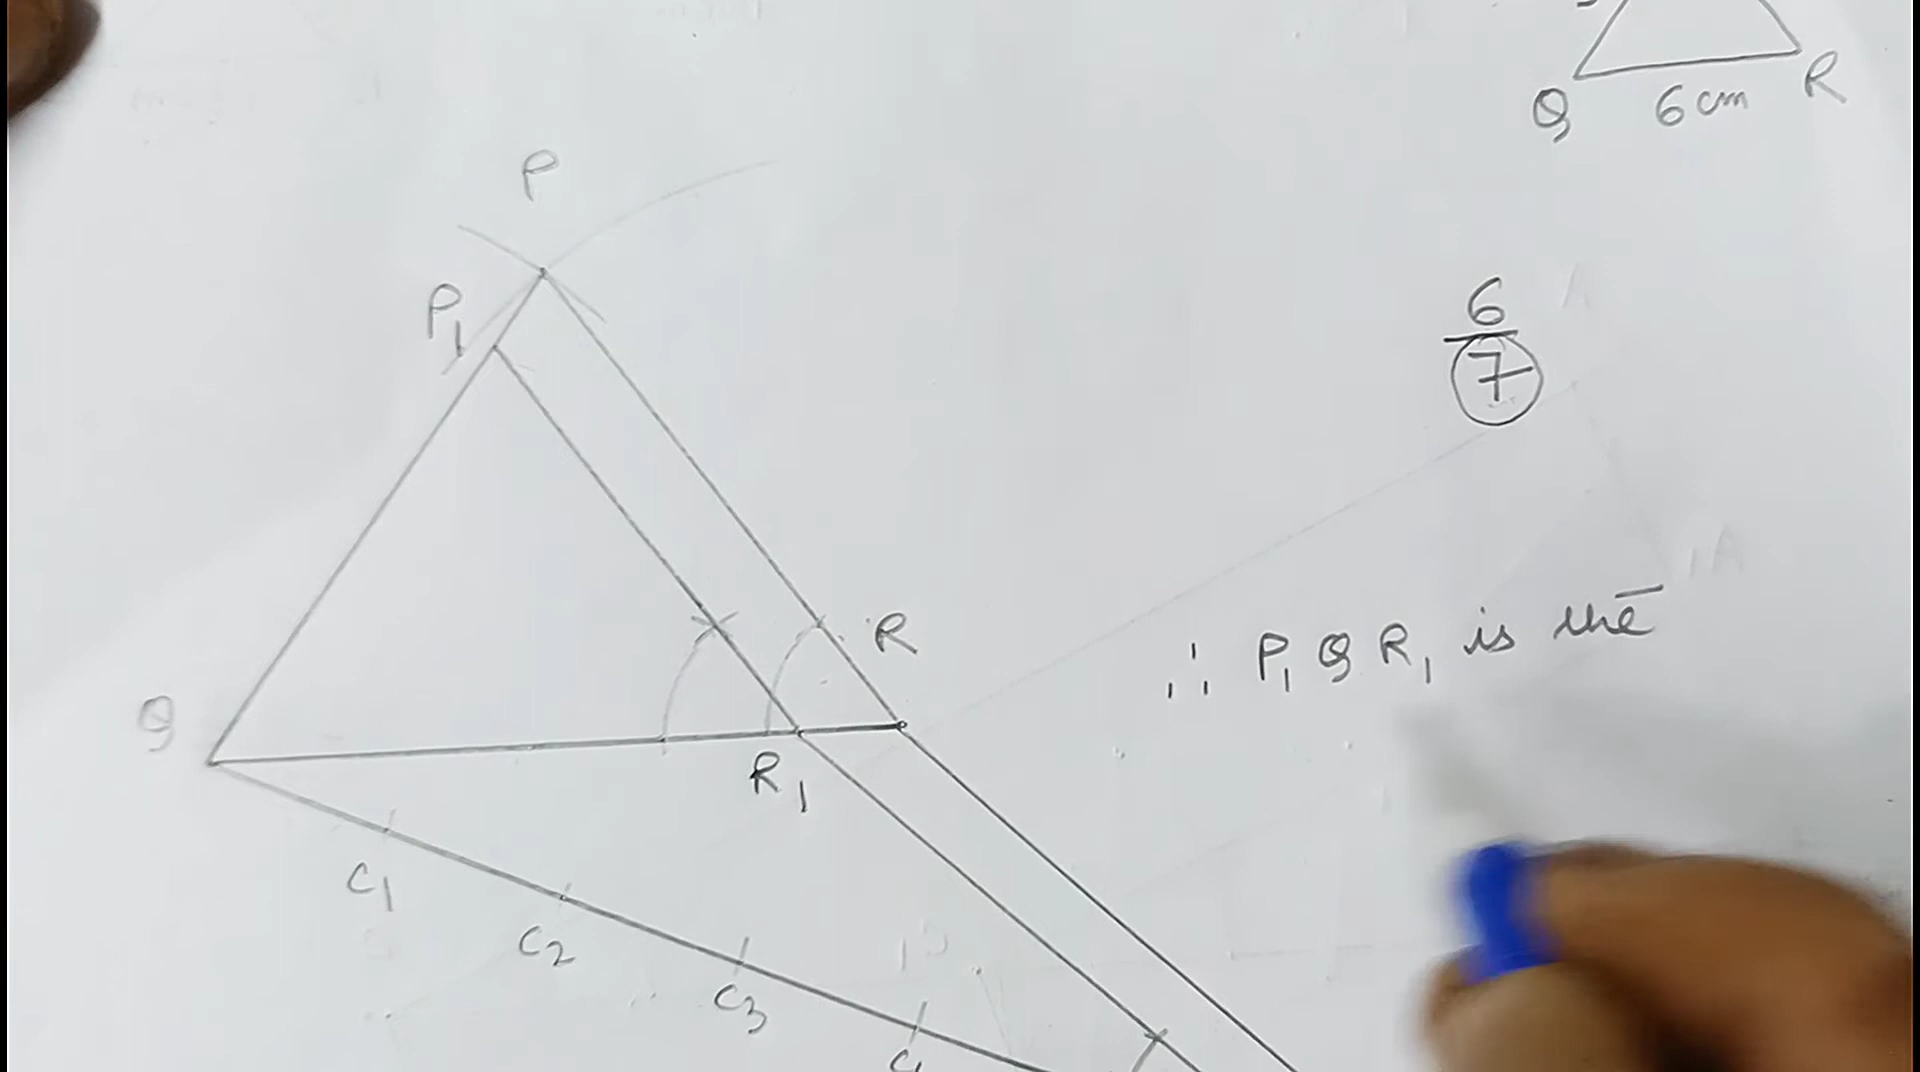 Q 6 cm R
P
P1
6
7
R
∴ P1 Q R1 is the
Q
R1
C1
C2
C3